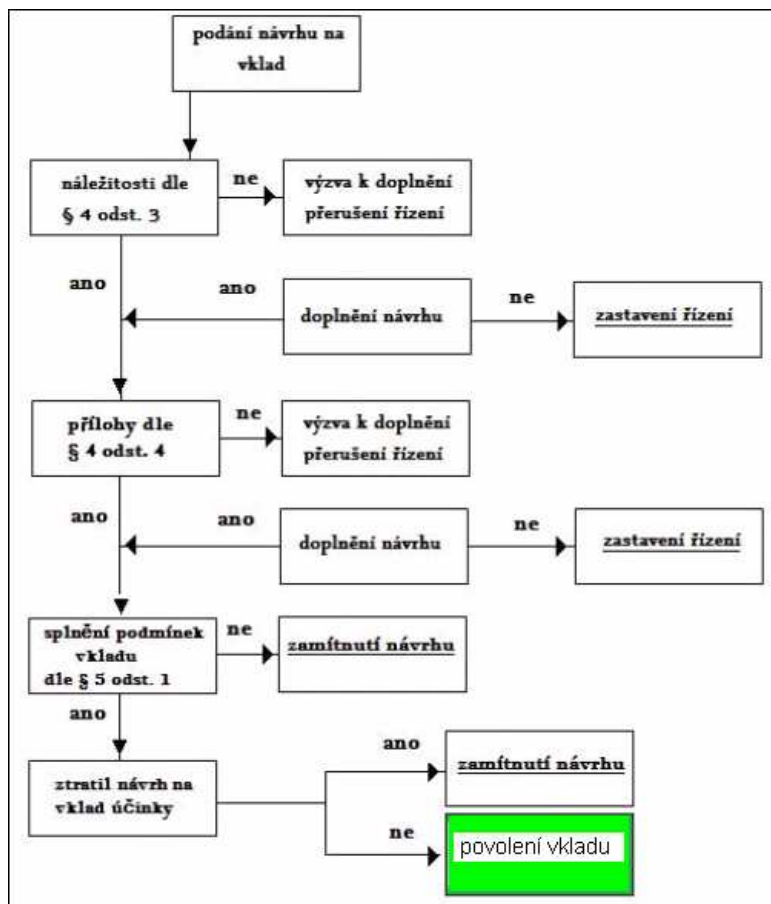 podání návrhu na
vklad
náležitosti dle
§ 4 odst. 3
ne
výzva k doplnění
přerušení řízení
ano
ano
doplnění návrhu
ne
zastavení řízení
přílohy dle
§ 4 odst. 4
ne
výzva k doplnění
přerušení řízení
ano
ano
doplnění návrhu
ne
zastavení řízení
splnění podmínek
vkladu
dle § 5 odst. 1
ne
zamítnutí návrhu
ano
ztratil návrh na
vklad účinky
ano
zamítnutí návrhu
ne
povolení vkladu